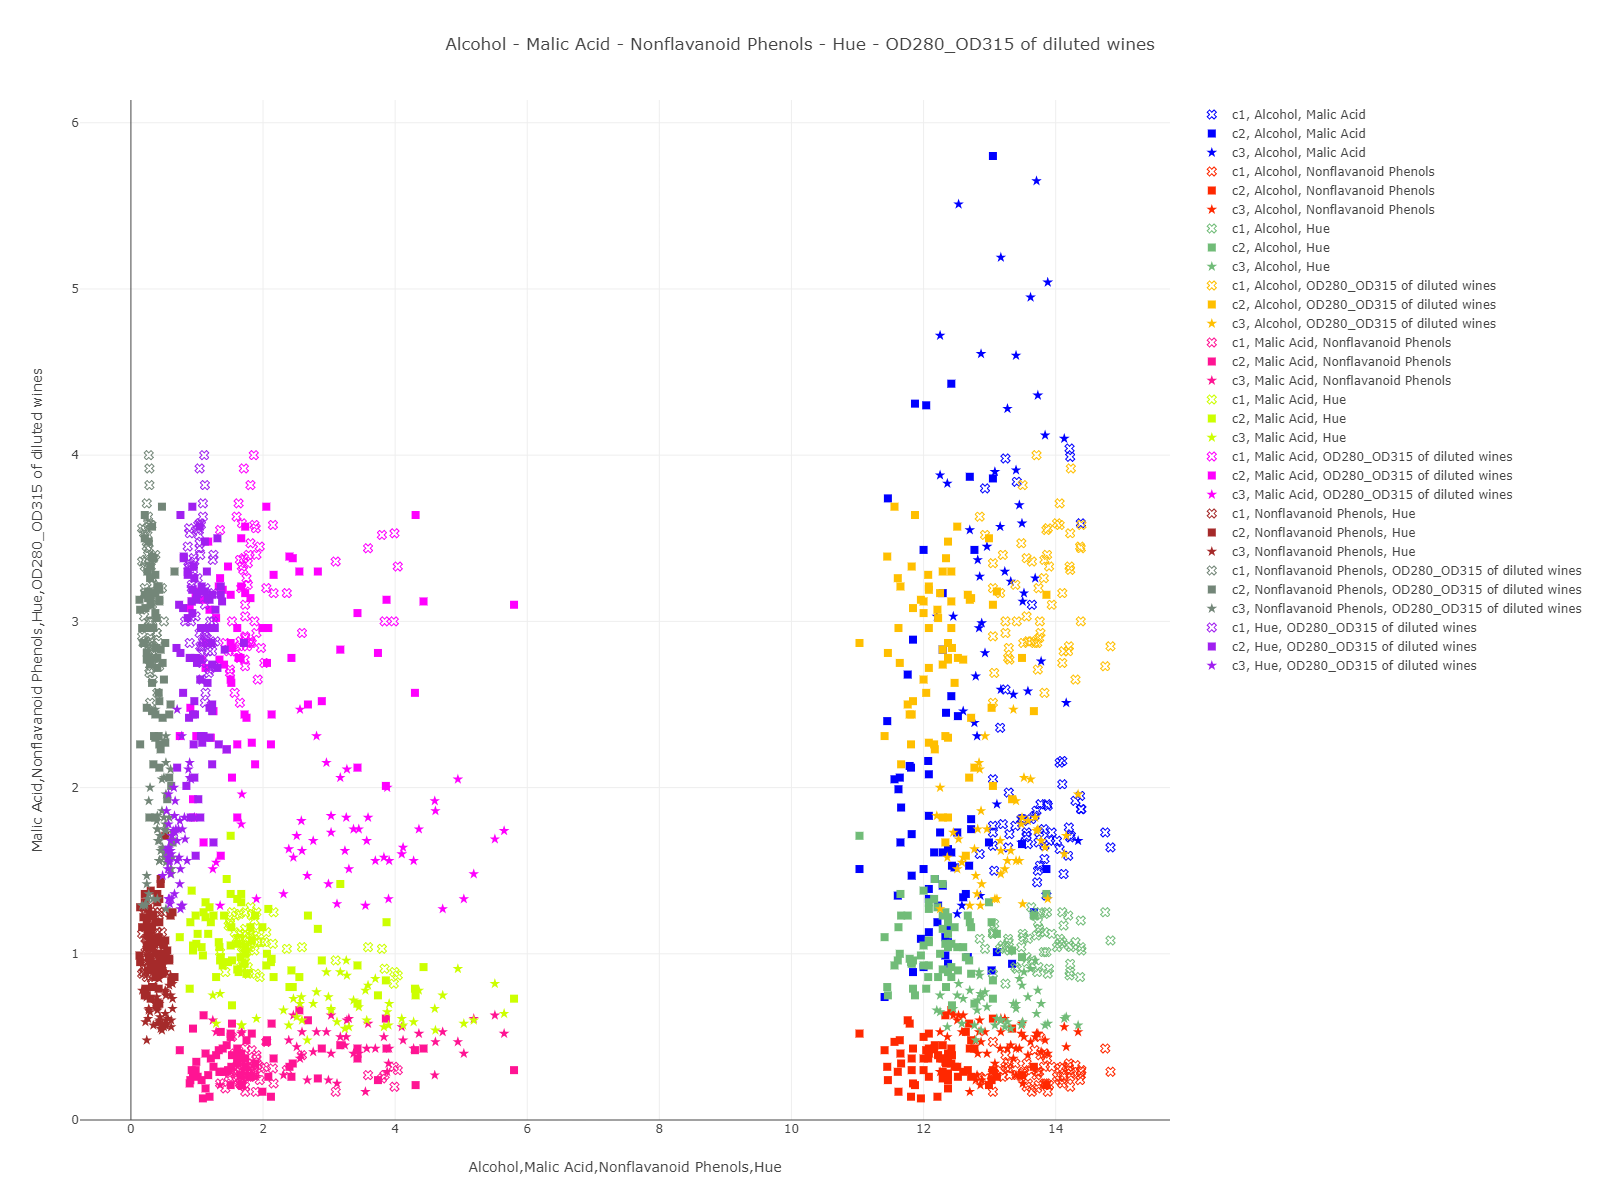 Alcohol - Malic Acid - Nonflavanoid Phenols - Hue - OD280_OD315 of diluted wines
Malic Acid,Nonflavanoid Phenols,Hue,OD280_OD315 of diluted wines
6
5
4
3
2
1
0
0
2
4
6
8
10
12
14
Alcohol,Malic Acid,Nonflavanoid Phenols,Hue
c1, Alcohol, Malic Acid
c2, Alcohol, Malic Acid
c3, Alcohol, Malic Acid
c1, Alcohol, Nonflavanoid Phenols
c2, Alcohol, Nonflavanoid Phenols
c3, Alcohol, Nonflavanoid Phenols
c1, Alcohol, Hue
c2, Alcohol, Hue
c3, Alcohol, Hue
c1, Alcohol, OD280_OD315 of diluted wines
c2, Alcohol, OD280_OD315 of diluted wines
c3, Alcohol, OD280_OD315 of diluted wines
c1, Malic Acid, Nonflavanoid Phenols
c2, Malic Acid, Nonflavanoid Phenols
c3, Malic Acid, Nonflavanoid Phenols
c1, Malic Acid, Hue
c2, Malic Acid, Hue
c3, Malic Acid, Hue
c1, Malic Acid, OD280_OD315 of diluted wines
c2, Malic Acid, OD280_OD315 of diluted wines
c3, Malic Acid, OD280_OD315 of diluted wines
c1, Nonflavanoid Phenols, Hue
c2, Nonflavanoid Phenols, Hue
c3, Nonflavanoid Phenols, Hue
c1, Nonflavanoid Phenols, OD280_OD315 of diluted wines
c2, Nonflavanoid Phenols, OD280_OD315 of diluted wines
c3, Nonflavanoid Phenols, OD280_OD315 of diluted wines
c1, Hue, OD280_OD315 of diluted wines
c2, Hue, OD280_OD315 of diluted wines
c3, Hue, OD280_OD315 of diluted wines